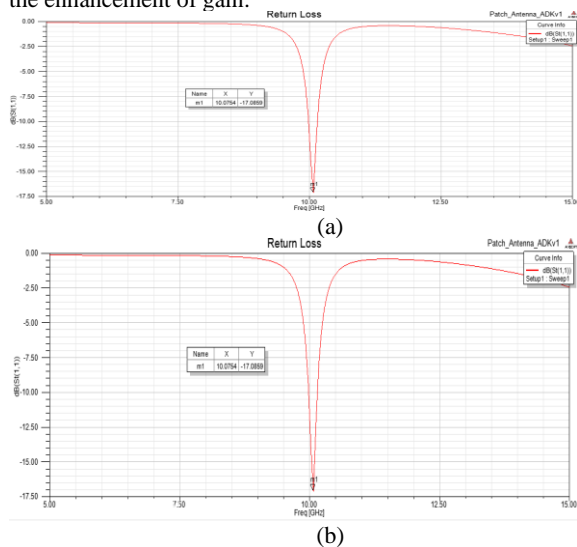 the enhancement of gain.
Return Loss
Patch_Antenna_ADKv1
Curve Info
dB(St(1,1))
Setup1 : Sweep1
0.00
-2.50
-5.00
-7.50
-10.00
-12.50
-15.00
-17.50
dB(St(1,1))
Name X Y
m1 10.0754 -17.0859
m1
5.00 7.50 10.00 12.50 15.00
Freq [GHz]
(a)
Return Loss
Patch_Antenna_ADKv1
Curve Info
dB(St(1,1))
Setup1 : Sweep1
0.00
-2.50
-5.00
-7.50
-10.00
-12.50
-15.00
-17.50
dB(St(1,1))
Name X Y
m1 10.0754 -17.0859
m1
5.00 7.50 10.00 12.50 15.00
Freq [GHz]
(b)